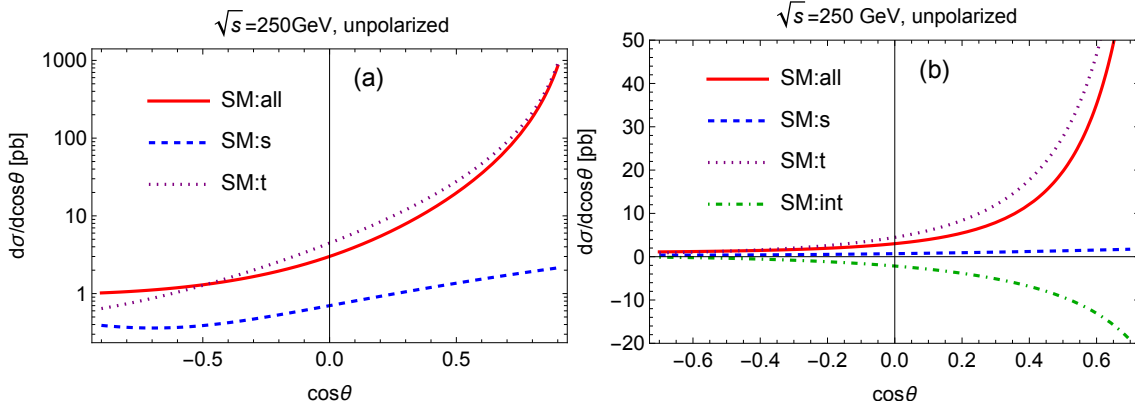 √s=250GeV, unpolarized
(a)
SM:all
SM:s
SM:t
dσ/dcosθ [pb]
1000
100
10
1
−0.5
0.0
0.5
cosθ
√s=250 GeV, unpolarized
(b)
SM:all
SM:s
SM:t
SM:int
dσ/dcosθ [pb]
50
40
30
20
10
0
−10
−20
−0.6
−0.4
−0.2
0.0
0.2
0.4
0.6
cosθ